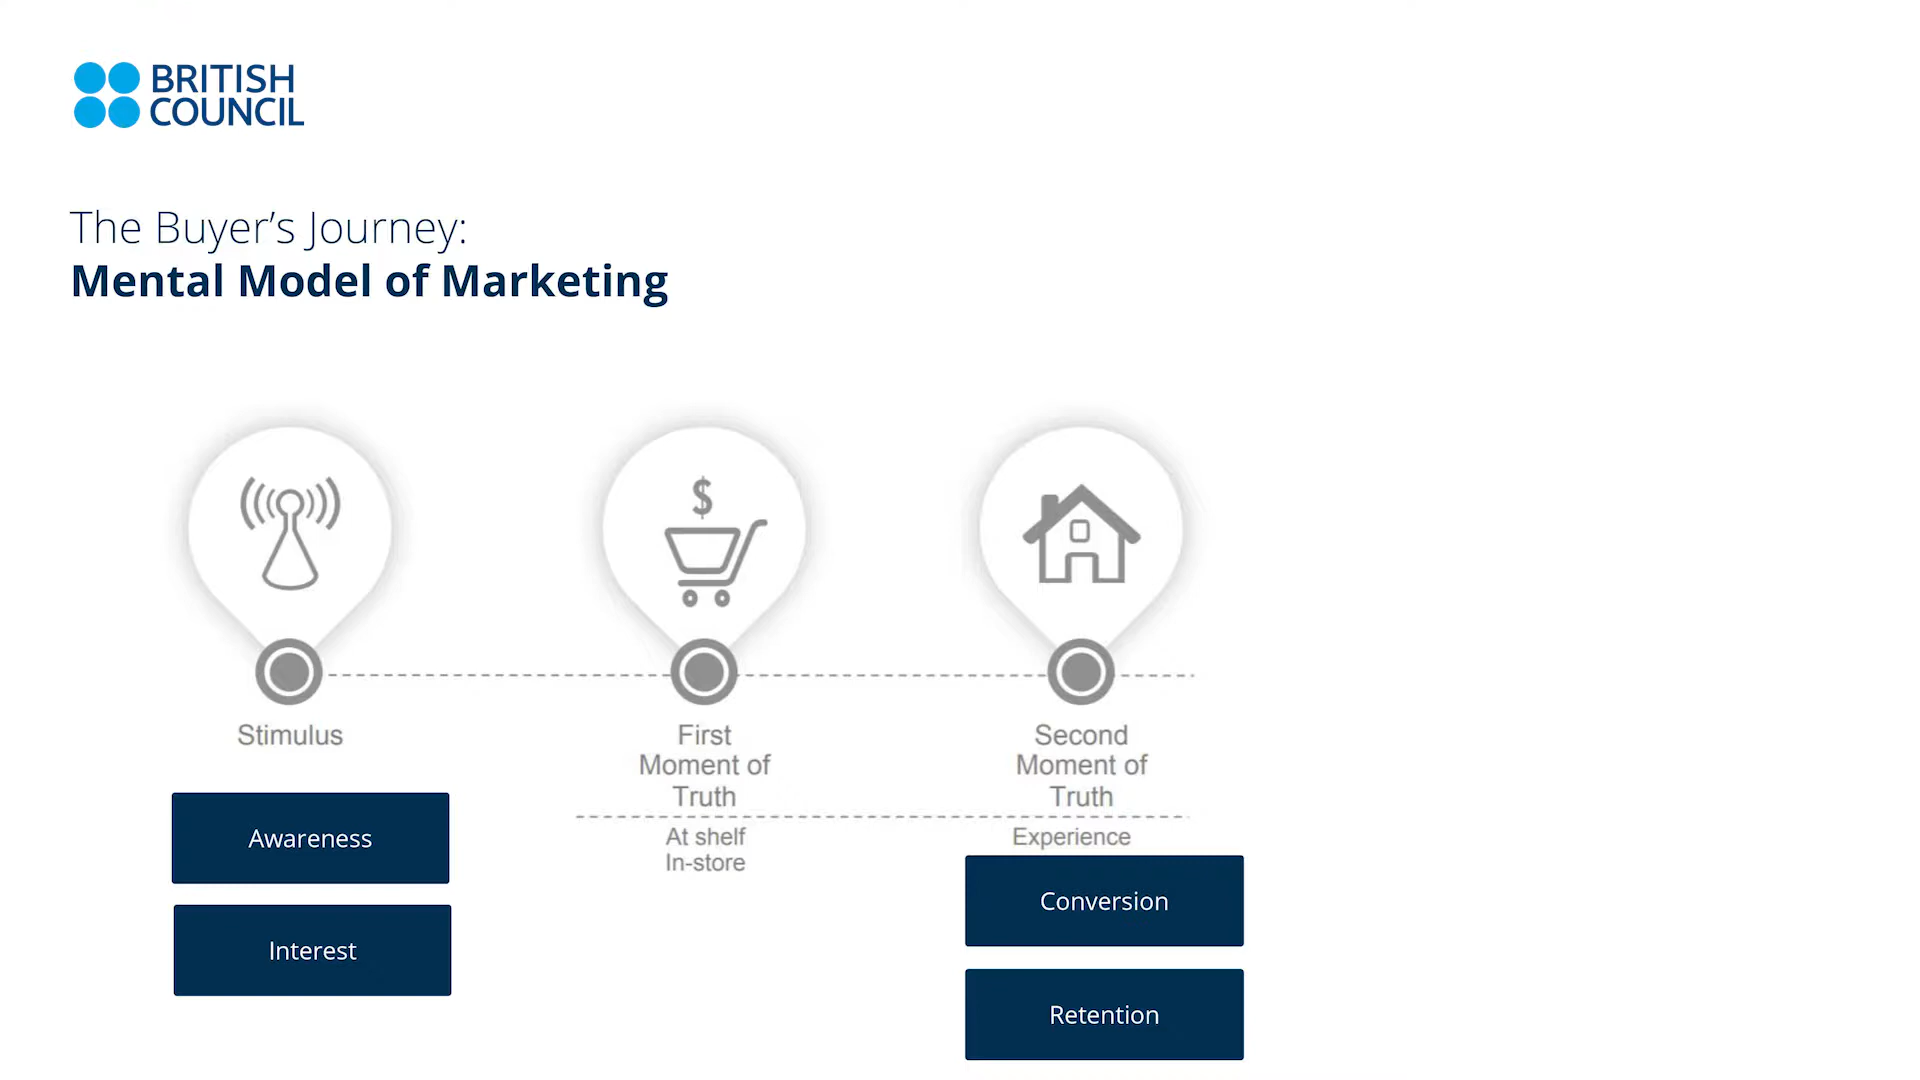 BRITISH
COUNCIL
The Buyer’s Journey:
Mental Model of Marketing
$
Stimulus
First
Moment of
Truth
Second
Moment of
Truth
At shelf
In-store
Experience
Awareness
Interest
Conversion
Retention